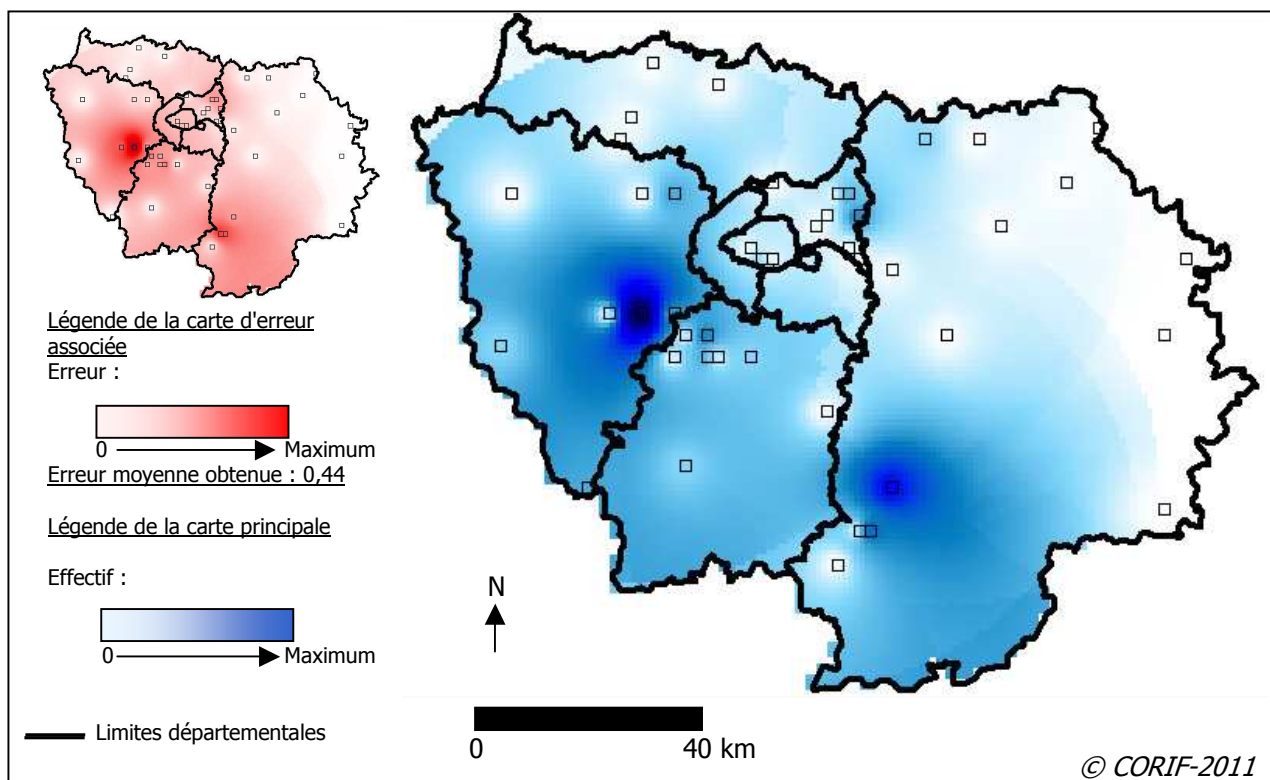 Légende de la carte d'erreur
associée
Erreur :
0 Maximum
Erreur moyenne obtenue : 0,44
Légende de la carte principale
Effectif :
0 Maximum
Limites départementales
N
0 40 km
© CORIF-2011